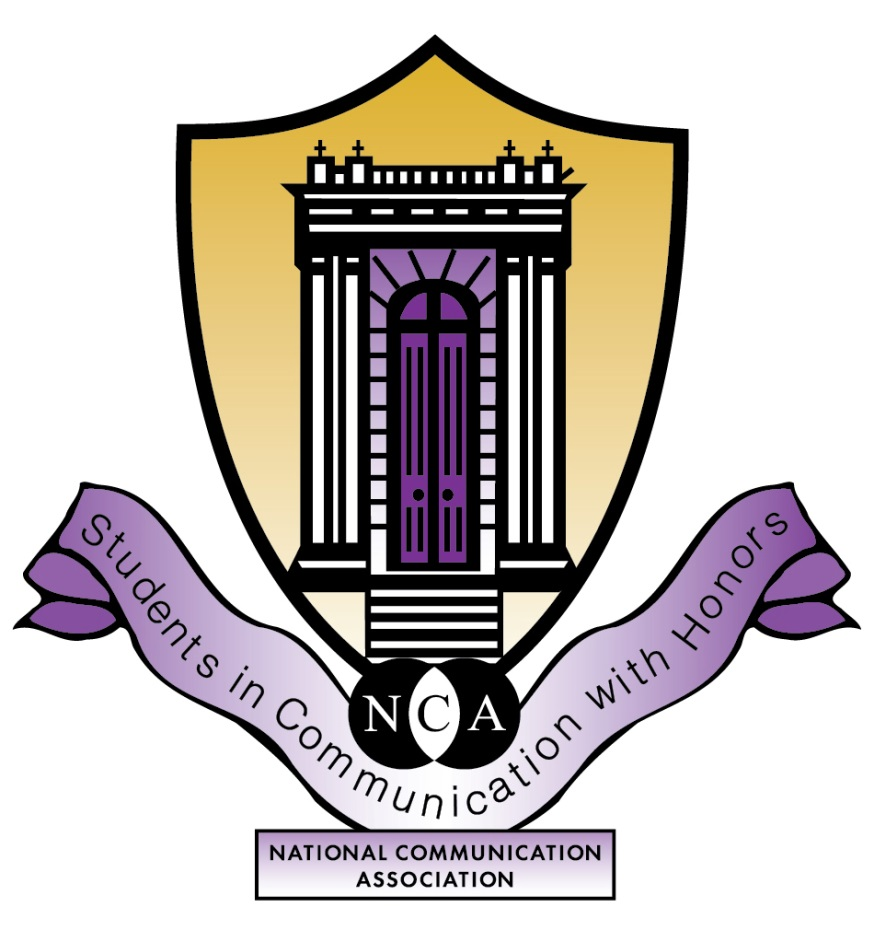 Students in Communication with Honors
NCA
NATIONAL COMMUNICATION
ASSOCIATION